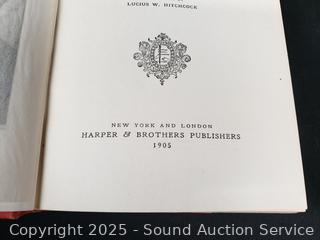 LUCIUS W. HITCHCOCK
NEW YORK AND LONDON
HARPER & BROTHERS PUBLISHERS
1905
Copyright 2025 - Sound Auction Service